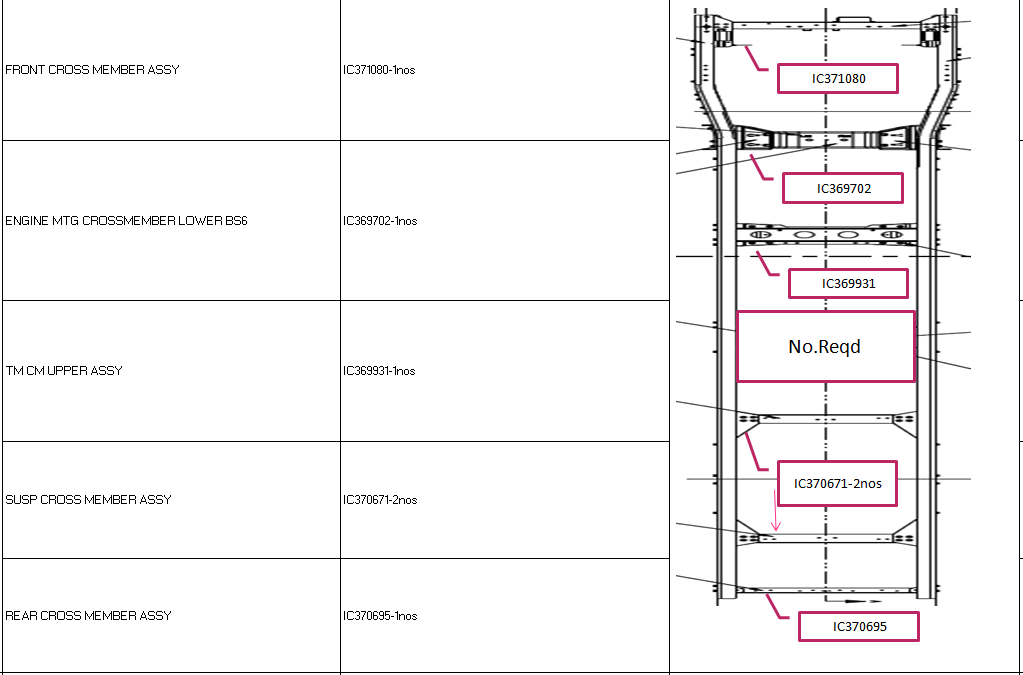 FRONT CROSS MEMBER ASSY
IC371080-1nos
ENGINE MTG CROSSMEMBER LOWER BS6
IC369702-1nos
TM CM UPPER ASSY
IC369931-1nos
SUSP CROSS MEMBER ASSY
IC370671-2nos
REAR CROSS MEMBER ASSY
IC370695-1nos
IC371080
IC369702
IC369931
No.Reqd
IC370671-2nos
IC370695